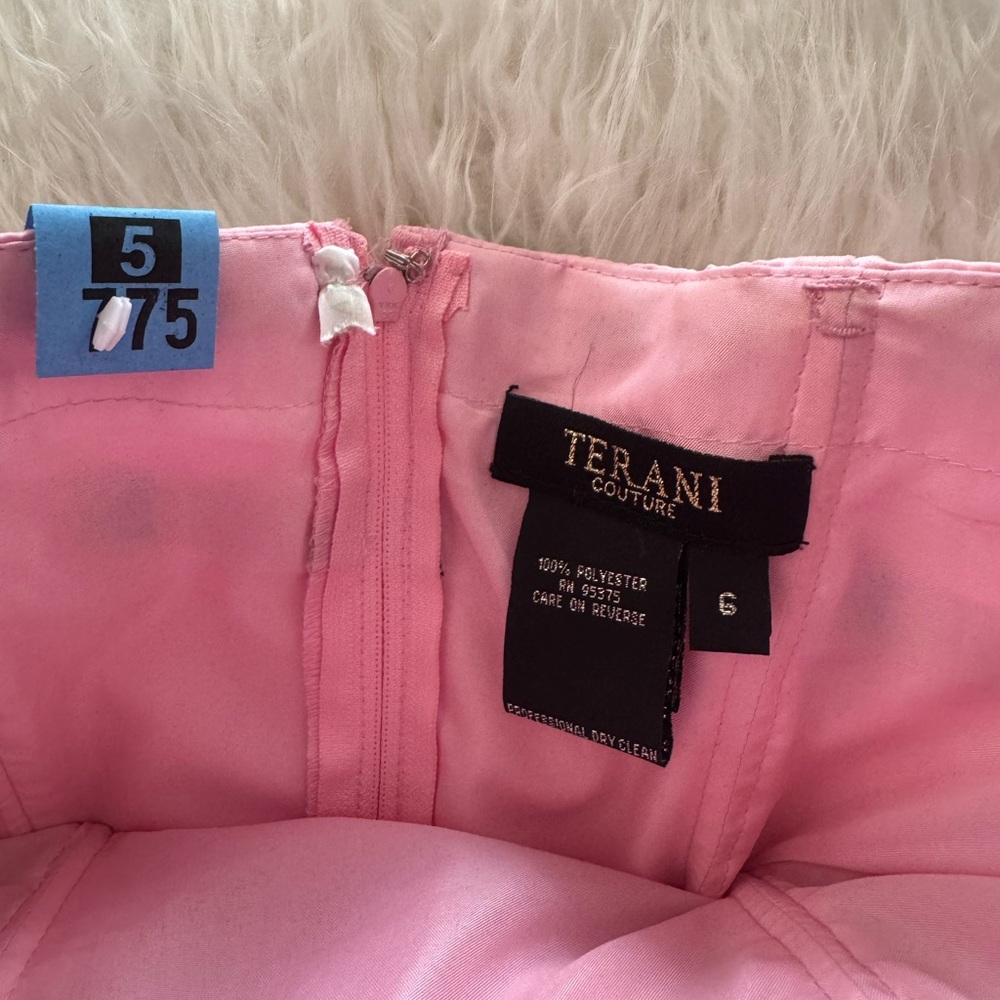 5
775
TERANI
COUTURE
100% POLYESTER
RN 95375
CARE ON REVERSE
6
PROFESSIONAL DRY CLEAN